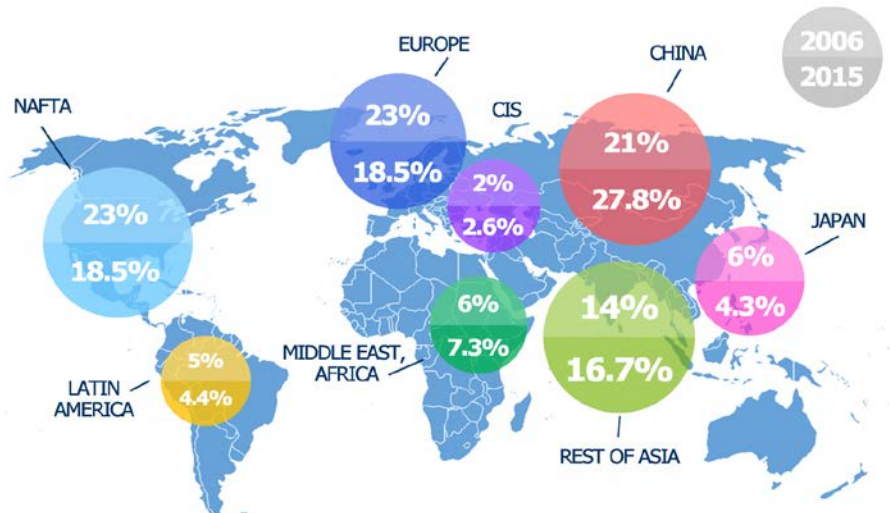 2006
2015
EUROPE
23%
18.5%
CHINA
21%
27.8%
CIS
2%
2.6%
NAFTA
23%
18.5%
JAPAN
6%
4.3%
MIDDLE EAST,
AFRICA
6%
7.3%
REST OF ASIA
14%
16.7%
LATIN
AMERICA
5%
4.4%